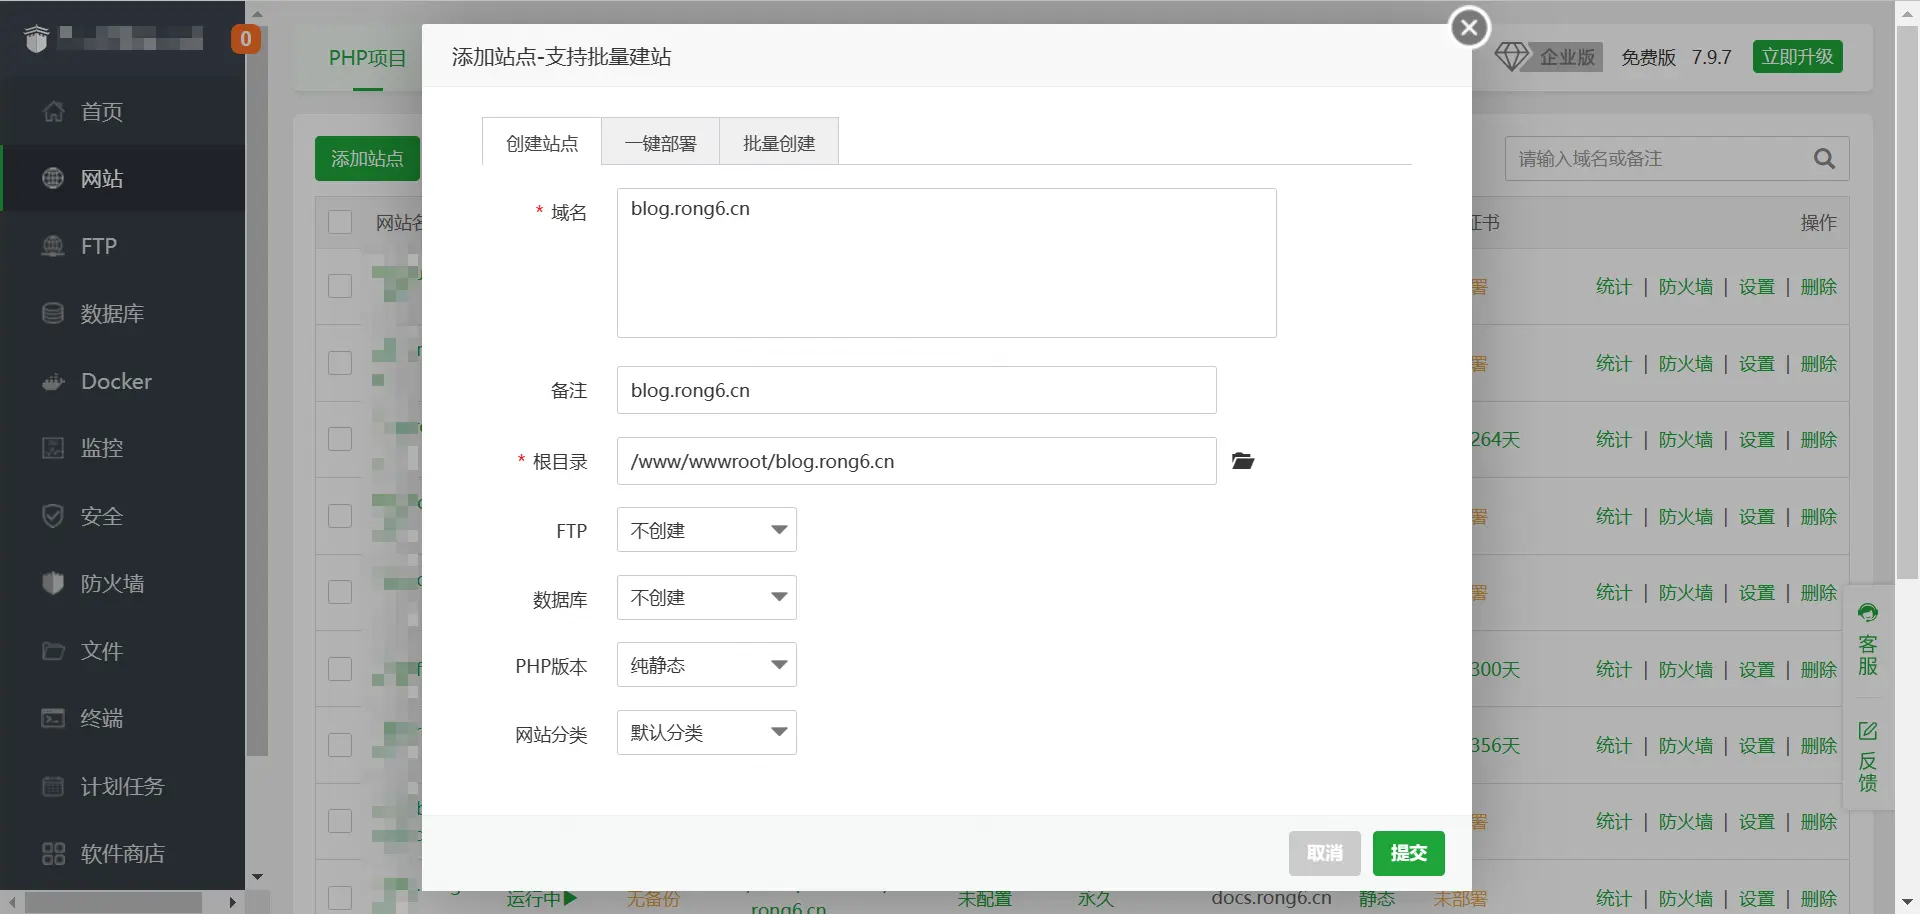 0
首页
网站
FTP
数据库
Docker
监控
安全
防火墙
文件
终端
计划任务
软件商店
PHP项目
企业版
免费版 7.9.7
立即升级
添加站点
请输入域名或备注
操作
添加站点-支持批量建站
创建站点 一键部署 批量创建
* 域名 blog.rong6.cn
备注 blog.rong6.cn
* 根目录 /www/wwwroot/blog.rong6.cn
FTP 不创建
数据库 不创建
PHP版本 纯静态
网站分类 默认分类
取消 提交
统计 | 防火墙 | 设置 | 删除
统计 | 防火墙 | 设置 | 删除
264天 统计 | 防火墙 | 设置 | 删除
统计 | 防火墙 | 设置 | 删除
统计 | 防火墙 | 设置 | 删除
300天 统计 | 防火墙 | 设置 | 删除
356天 统计 | 防火墙 | 设置 | 删除
统计 | 防火墙 | 设置 | 删除
运行中 无备份 rong6.cn 未配置 永久 docs.rong6.cn 静态 未部署 统计 | 防火墙 | 设置 | 删除
客服
反馈